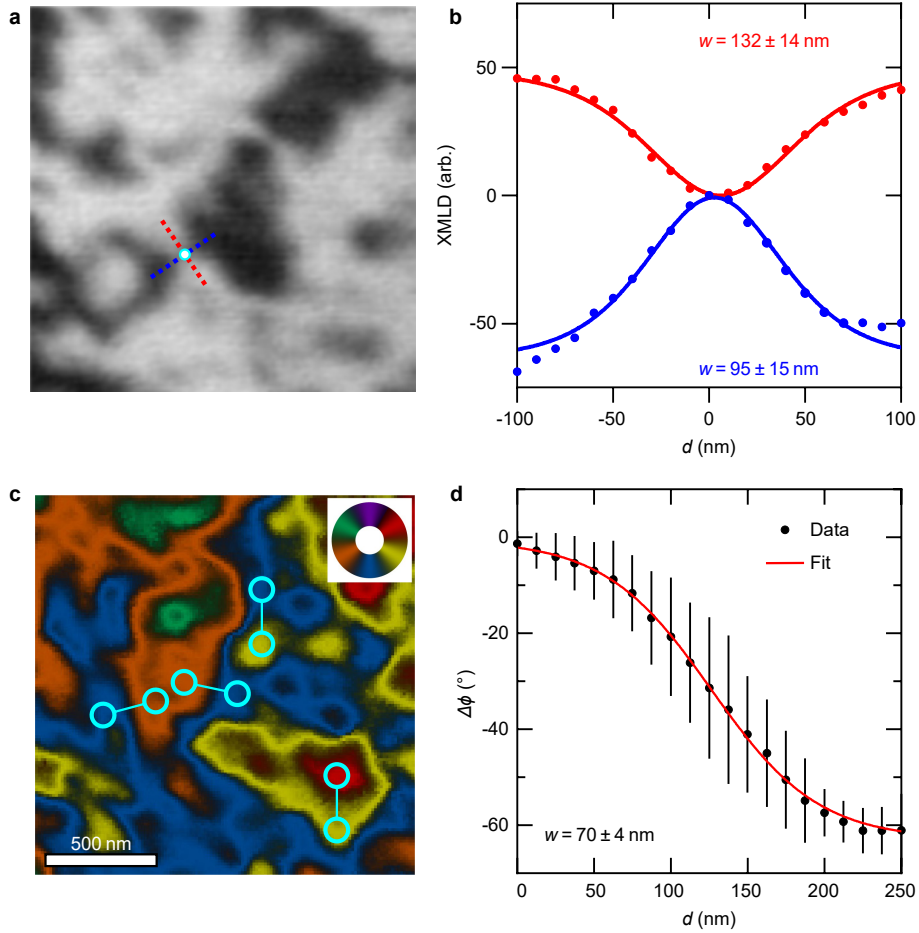 a
b
w = 132 ± 14 nm
50
0
-50
XMLD (arb.)
w = 95 ± 15 nm
-100
-50
0
50
100
d (nm)
c
500 nm
d
0
-20
-40
-60
Δϕ (°)
Data
Fit
w = 70 ± 4 nm
0
50
100
150
200
250
d (nm)